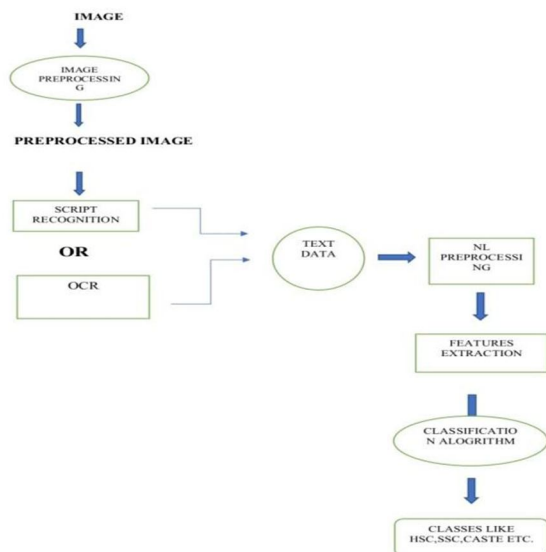 IMAGE
IMAGE
PREPROCESSIN
G
PREPROCESSED IMAGE
SCRIPT
RECOGNITION
OR
OCR
TEXT
DATA
NL
PREPROCESSI
NG
FEATURES
EXTRACTION
CLASSIFICATIO
N ALOGRITHM
CLASSES LIKE
HSC,SSC,CASTE ETC.